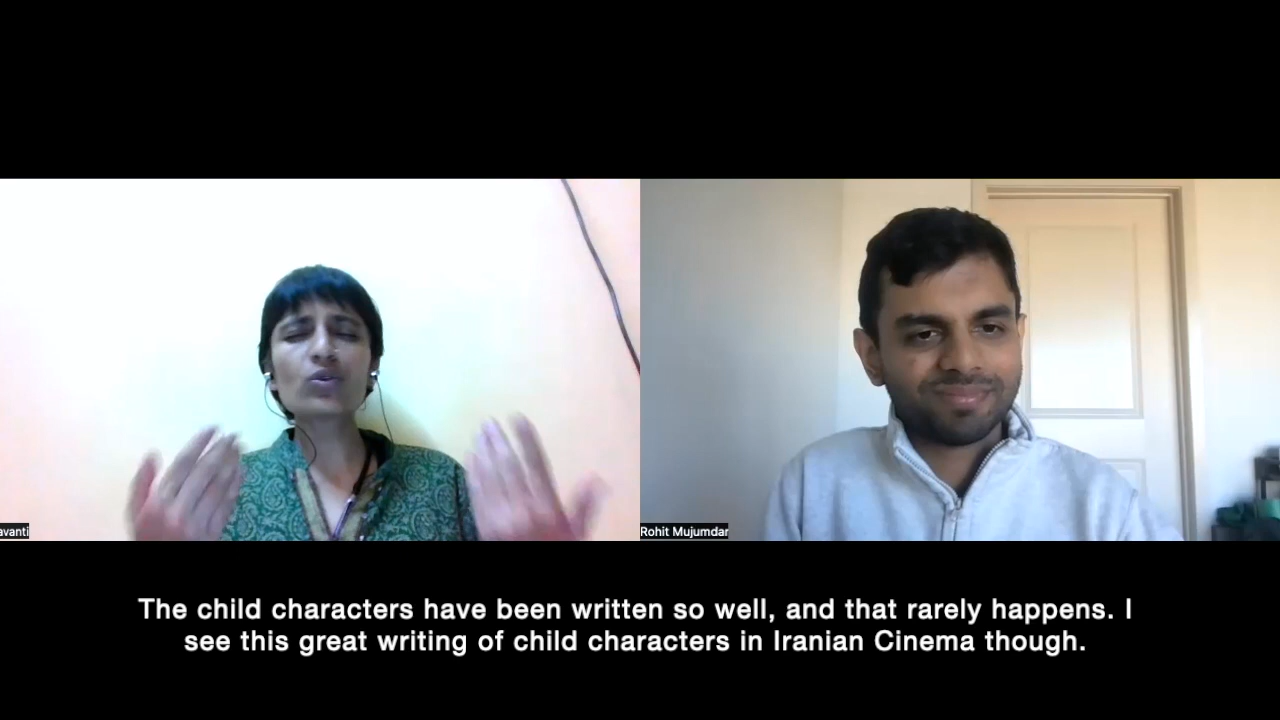 avanti
Rohit Mujumdar
The child characters have been written so well, and that rarely happens. I
see this great writing of child characters in Iranian Cinema though.